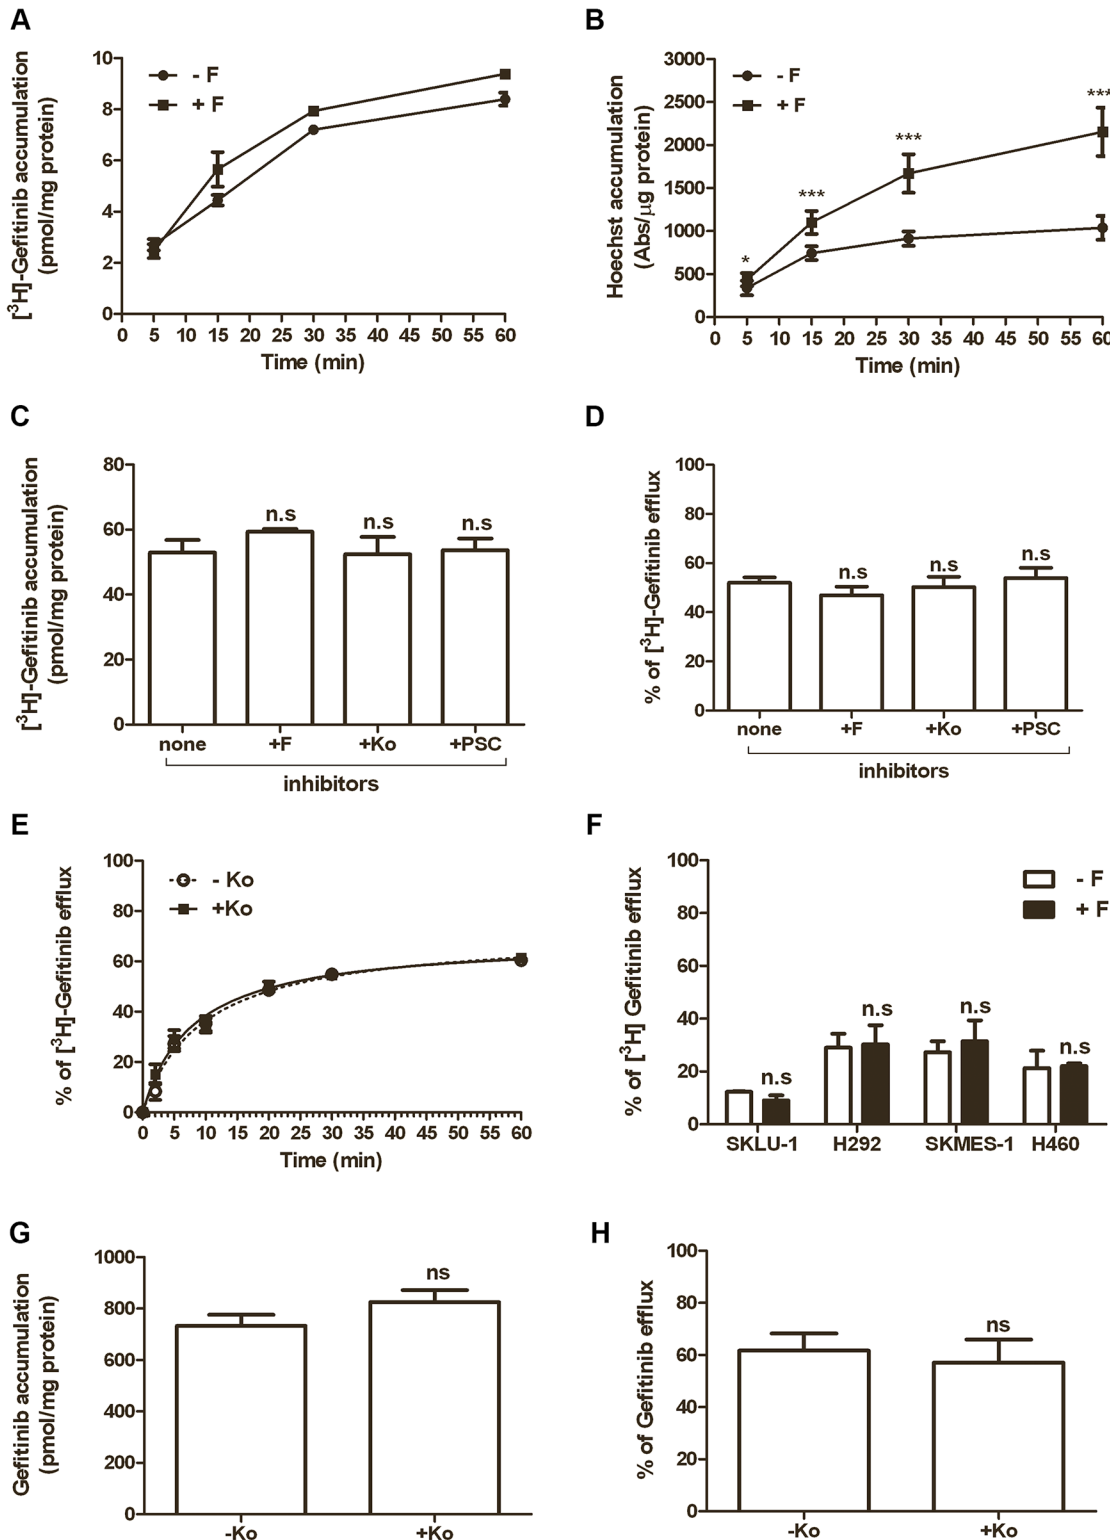 A
[³H]-Gefitinib accumulation
(pmol/mg protein)
10
8
6
4
2
0
- F
+ F
0 5 10 15 20 25 30 35 40 45 50 55 60
Time (min)
B
Hoechst accumulation
(Abs/µg protein)
3000
2500
2000
1500
1000
500
0
- F
+ F
*
***
***
***
0 5 10 15 20 25 30 35 40 45 50 55 60
Time (min)
C
[³H]-Gefitinib accumulation
(pmol/mg protein)
80
60
40
20
0
n.s
n.s
n.s
none +F +Ko +PSC
inhibitors
D
% of [³H]-Gefitinib efflux
100
80
60
40
20
0
n.s
n.s
n.s
none +F +Ko +PSC
inhibitors
E
% of [³H]-Gefitinib efflux
100
80
60
40
20
0
- Ko
+Ko
0 5 10 15 20 25 30 35 40 45 50 55 60
Time (min)
F
% of [³H] Gefitinib efflux
100
80
60
40
20
0
- F
+ F
n.s
n.s
n.s
n.s
SKLU-1 H292 SKMES-1 H460
G
Gefitinib accumulation
(pmol/mg protein)
1000
800
600
400
200
0
ns
-Ko +Ko
H
% of Gefitinib efflux
100
80
60
40
20
0
ns
-Ko +Ko